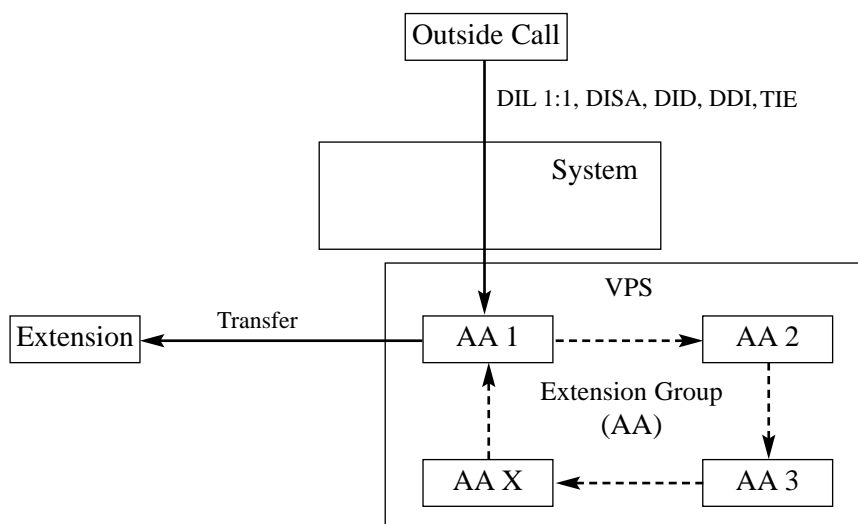 Outside Call
DIL 1:1, DISA, DID, DDI, TIE
System
VPS
Extension
Transfer
AA 1
AA 2
Extension Group
(AA)
AA X
AA 3